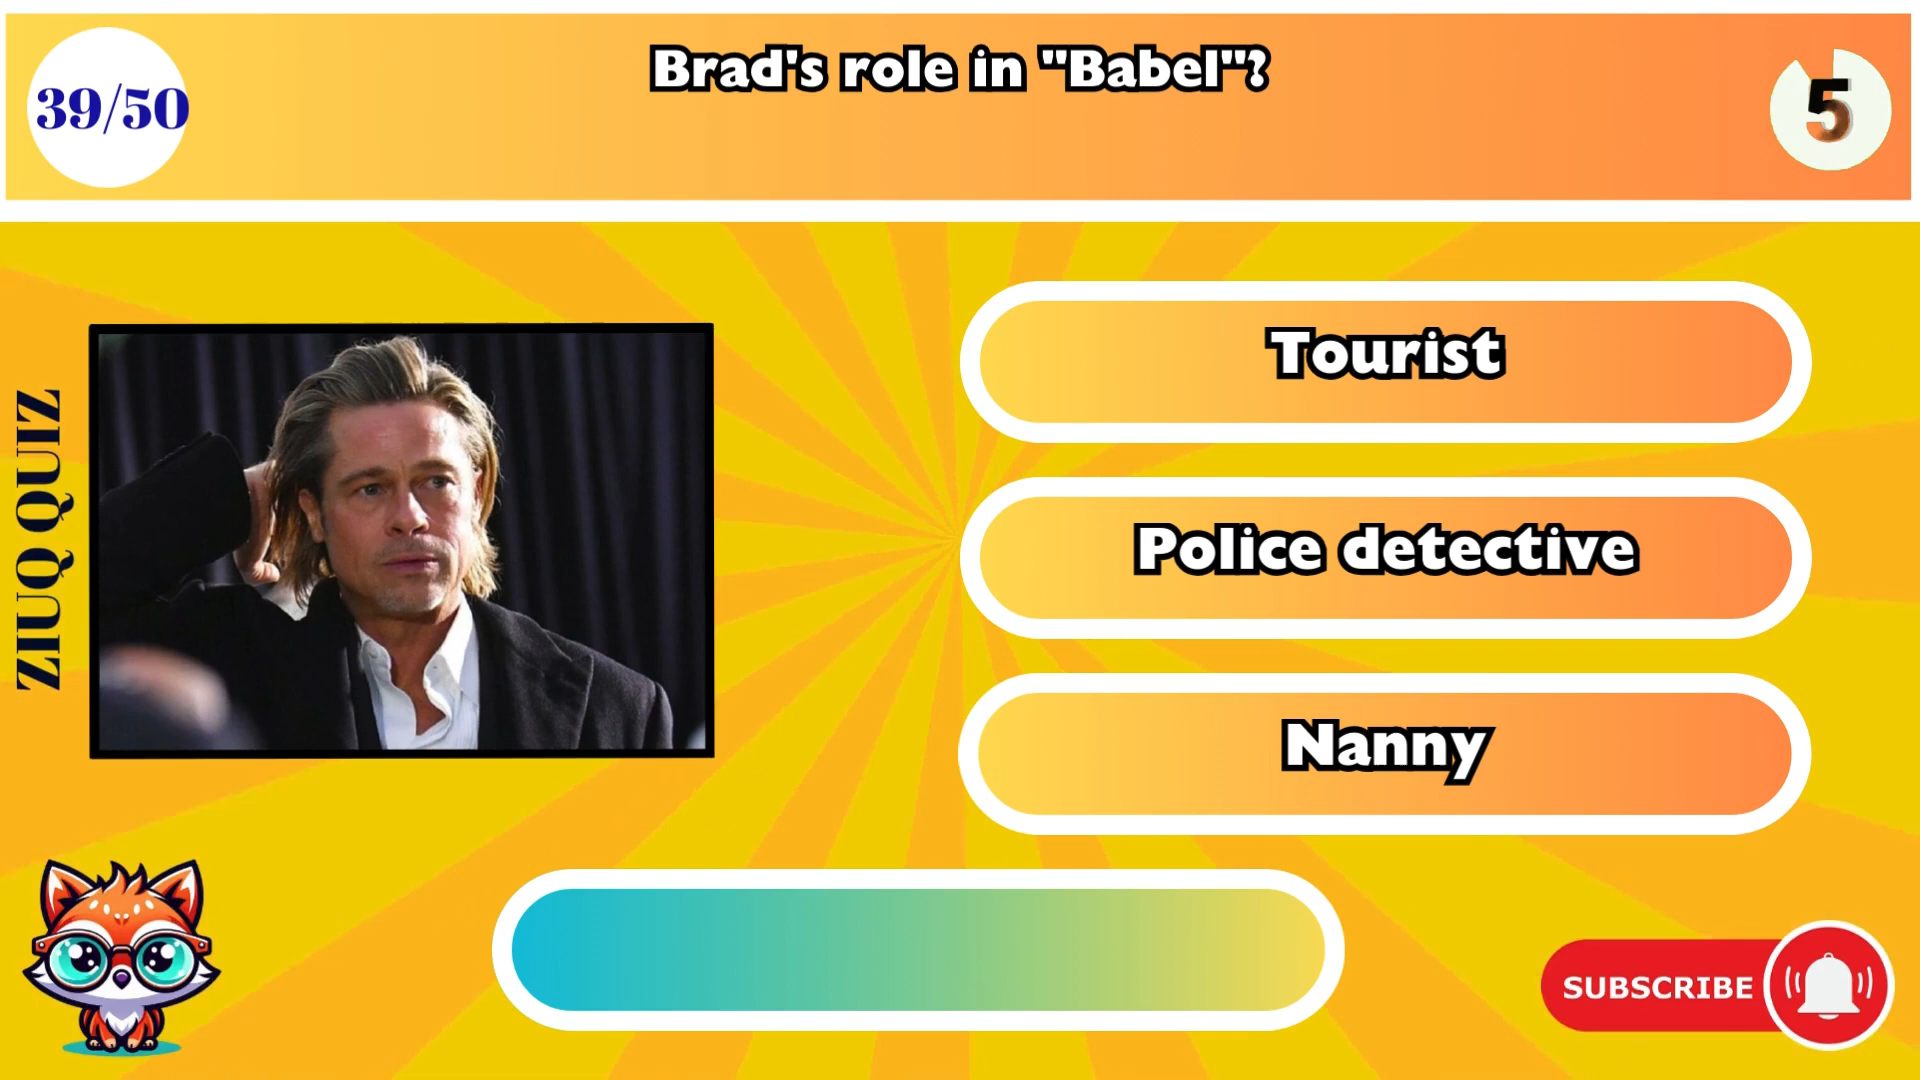 39/50
Brad's role in "Babel"?
5
ZIUQ QUIZ
Tourist
Police detective
Nanny
SUBSCRIBE